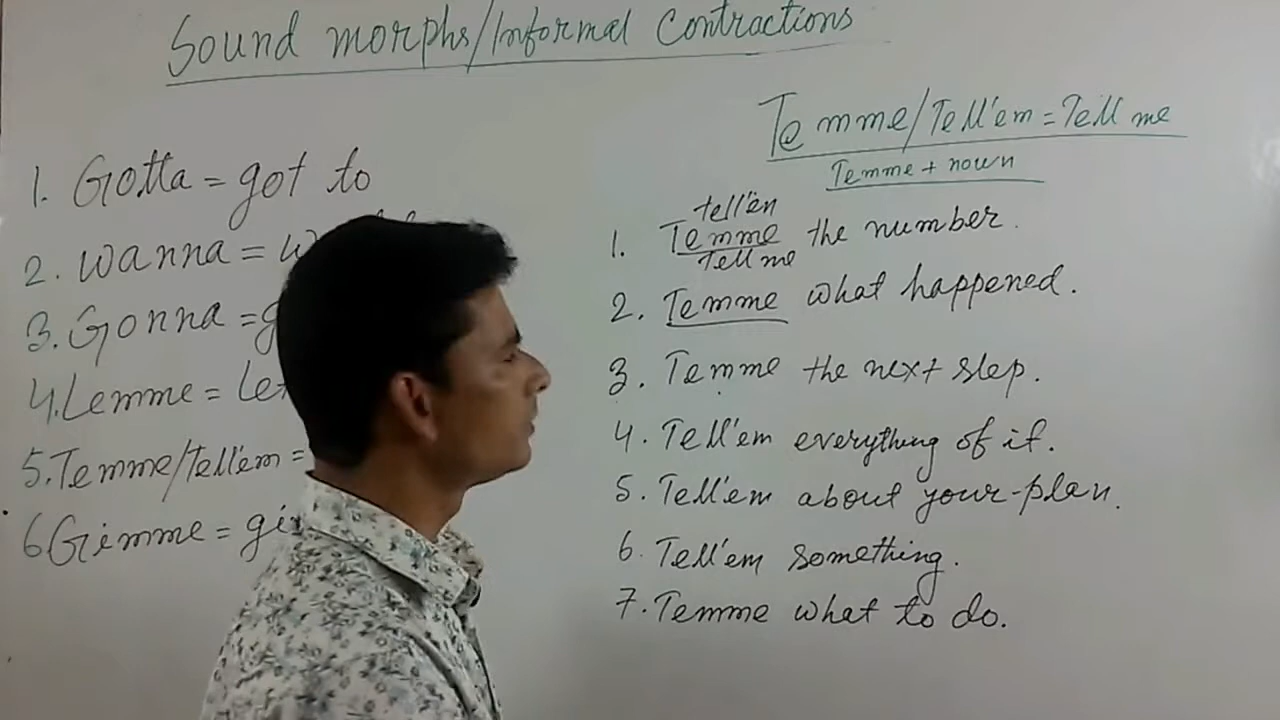 Sound morphs/Informal Contractions
1. Gotta = got to
2. Wanna =
3. Gonna =
4. Lemme =
5. Temme/Tell'em =
6 Gimme =
Temme/Tell'em = Tell me
Temme + noun
tell'en
1. Temme the number.
Tell me
2. Temme what happened.
3. Temme the next step.
4. Tell'em everything of it.
5. Tell'em about your-plan.
6. Tell'em something.
7. Temme what to do.